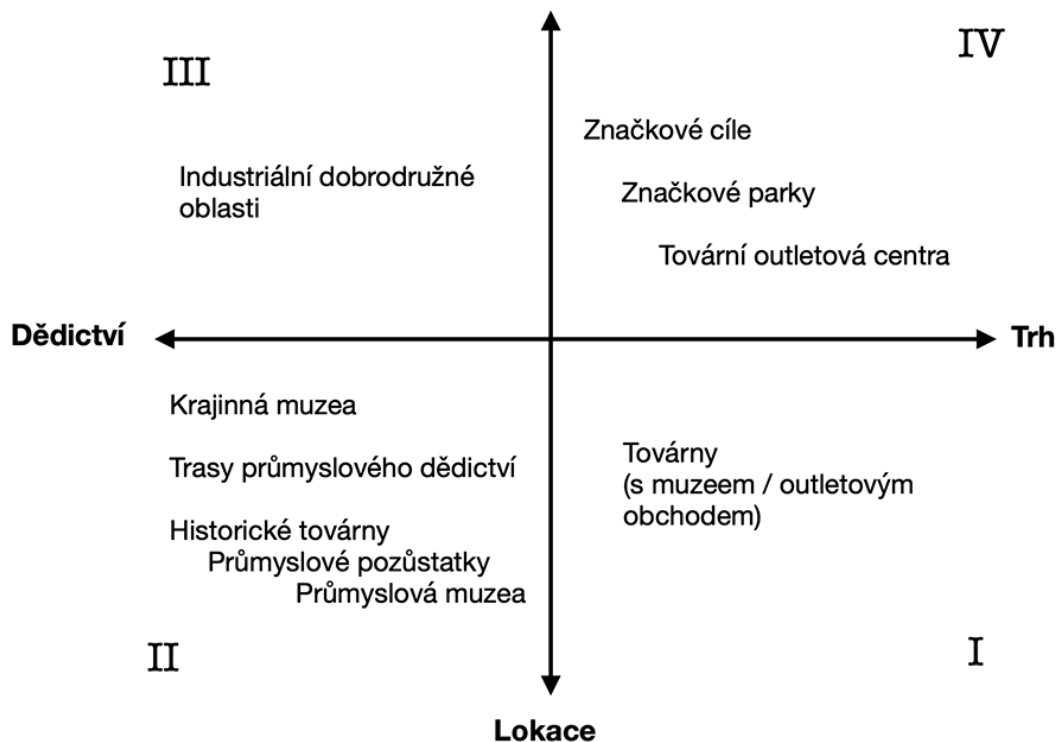 III
IV
Značkové cíle
Industriální dobrodružné
oblasti
Značkové parky
Tovární outletová centra
Dědictví
Trh
Krajinná muzea
Trasy průmyslového dědictví
Historické továrny
Průmyslové pozůstatky
Průmyslová muzea
Továrny
(s muzeem / outletovým
obchodem)
II
I
Lokace